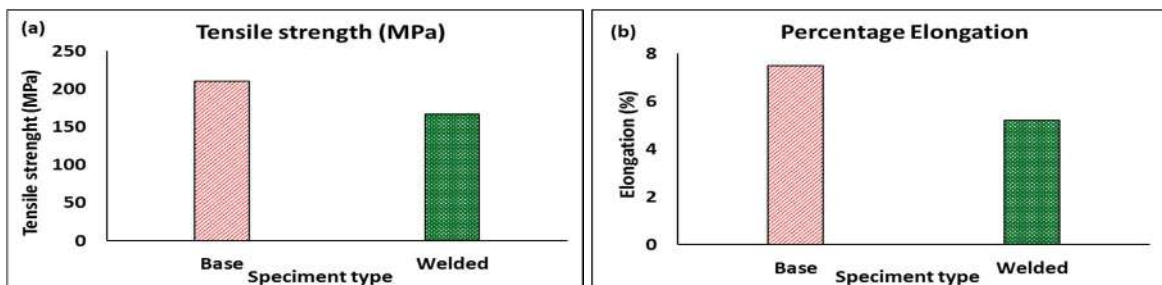 (a)
Tensile strength (MPa)
Tensile strenght (MPa)
250
200
150
100
50
0
Base
Welded
Speciment type
(b)
Percentage Elongation
Elongation (%)
8
6
4
2
0
Base
Welded
Speciment type